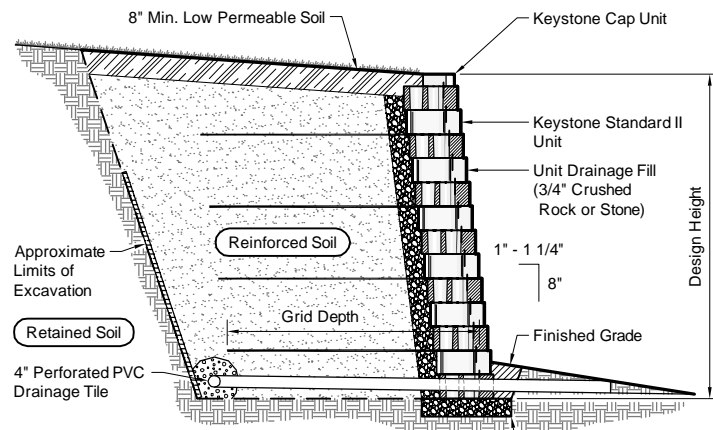 8" Min. Low Permeable Soil
Keystone Cap Unit
Keystone Standard II
Unit
Unit Drainage Fill
(3/4" Crushed
Rock or Stone)
Design Height
Reinforced Soil
1" - 1 1/4"
8"
Approximate
Limits of
Excavation
Grid Depth
Retained Soil
Finished Grade
4" Perforated PVC
Drainage Tile